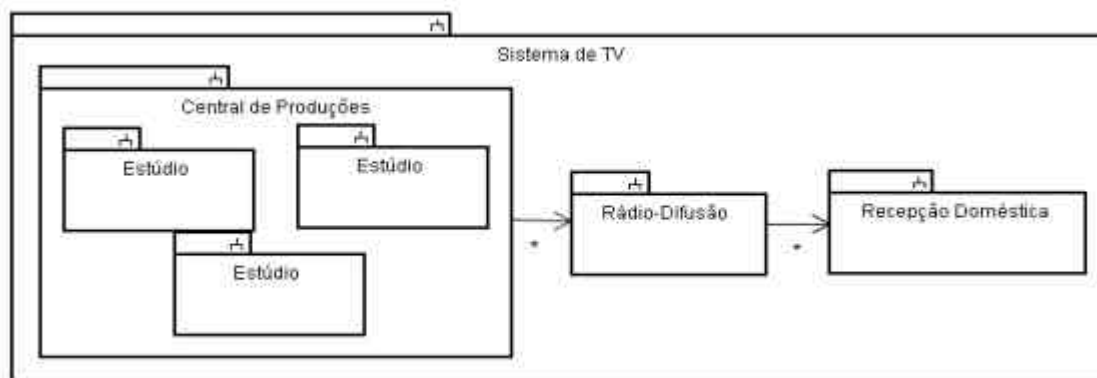 Sistema de TV
Central de Produções
Estúdio
Estúdio
Estúdio
Rádio-Difusão
*
Recepção Doméstica
*